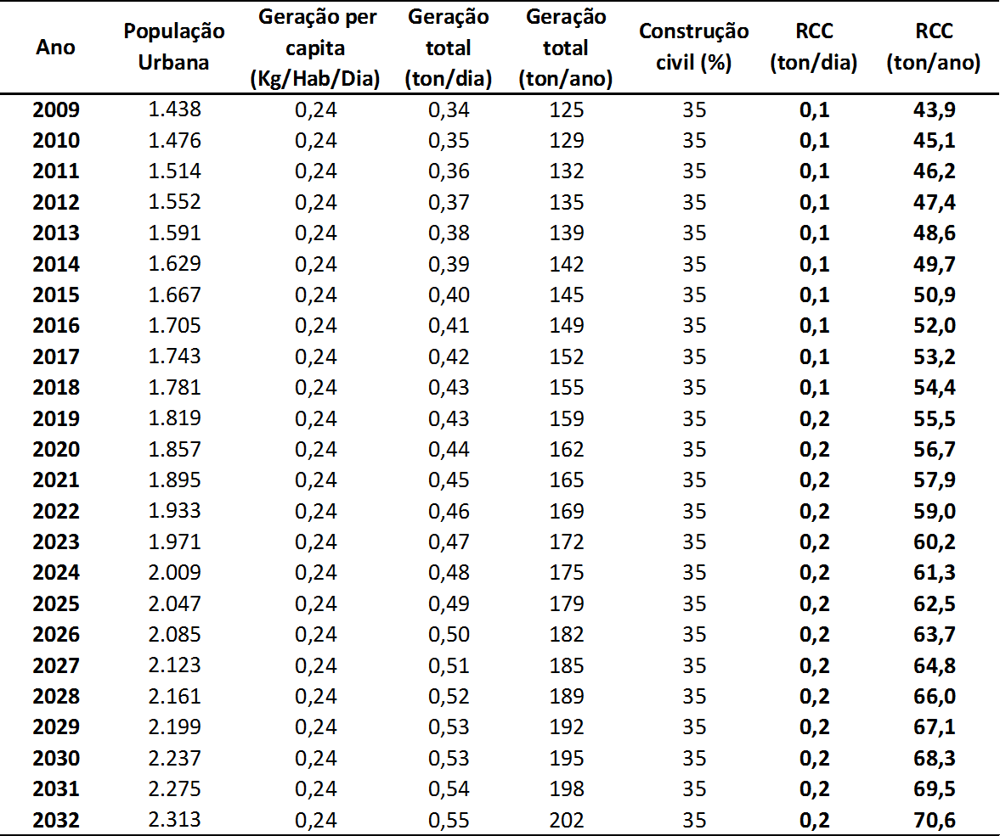 Ano População Urbana Geração per capita (Kg/Hab/Dia) Geração total (ton/dia) Geração total (ton/ano) Construção civil (%) RCC (ton/dia) RCC (ton/ano)
2009 1.438 0,24 0,34 125 35 0,1 43,9
2010 1.476 0,24 0,35 129 35 0,1 45,1
2011 1.514 0,24 0,36 132 35 0,1 46,2
2012 1.552 0,24 0,37 135 35 0,1 47,4
2013 1.591 0,24 0,38 139 35 0,1 48,6
2014 1.629 0,24 0,39 142 35 0,1 49,7
2015 1.667 0,24 0,40 145 35 0,1 50,9
2016 1.705 0,24 0,41 149 35 0,1 52,0
2017 1.743 0,24 0,42 152 35 0,1 53,2
2018 1.781 0,24 0,43 155 35 0,1 54,4
2019 1.819 0,24 0,43 159 35 0,2 55,5
2020 1.857 0,24 0,44 162 35 0,2 56,7
2021 1.895 0,24 0,45 165 35 0,2 57,9
2022 1.933 0,24 0,46 169 35 0,2 59,0
2023 1.971 0,24 0,47 172 35 0,2 60,2
2024 2.009 0,24 0,48 175 35 0,2 61,3
2025 2.047 0,24 0,49 179 35 0,2 62,5
2026 2.085 0,24 0,50 182 35 0,2 63,7
2027 2.123 0,24 0,51 185 35 0,2 64,8
2028 2.161 0,24 0,52 189 35 0,2 66,0
2029 2.199 0,24 0,53 192 35 0,2 67,1
2030 2.237 0,24 0,53 195 35 0,2 68,3
2031 2.275 0,24 0,54 198 35 0,2 69,5
2032 2.313 0,24 0,55 202 35 0,2 70,6